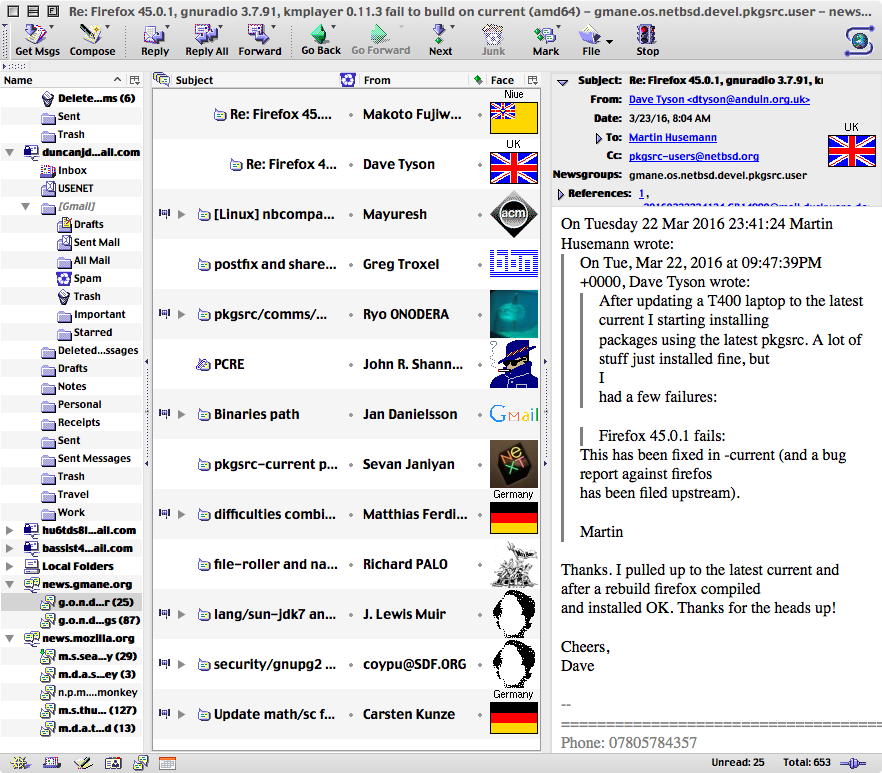 Re: Firefox 45.0.1, gnuradio 3.7.91, kmplayer 0.11.3 fail to build on current (amd64) – gmane.os.netbsd.devel.pkgsrc.user – news...
Get Msgs Compose Reply Reply All Forward Go Back Go Forward Next Junk Mark File Stop
Name
Delete...ms (6)
Sent
Trash
duncanjd...ail.com
Inbox
USENET
[Gmail]
Drafts
Sent Mail
All Mail
Spam
Trash
Important
Starred
Deleted...ssages
Drafts
Notes
Personal
Receipts
Sent
Sent Messages
Trash
Travel
Work
hu6tds8l...ail.com
bassist4...ail.com
Local Folders
news.gmane.org
g.o.n.d...r (25)
g.o.n.d...gs (87)
news.mozilla.org
m.s.sea...y (29)
m.d.a.s...ey (3)
n.p.m....monkey
m.s.thu... (127)
m.d.a.t...d (13)
Subject From Face
Niue
Re: Firefox 45.... Makoto Fujiw...
UK
Re: Firefox 4... Dave Tyson
[Linux] nbcompa... Mayuresh
acm
postfix and share... Greg Torxel
pkgsrc/comms/... Ryo ONODERA
PCRE John R. Shann...
Binaries path Jan Danielsson
Gmail
pkgsrc-current p... Sevan Janiyan
NeXT
Germany
difficulties combi... Matthias Ferdi...
file-roller and na... Richard PALO
lang/sun-jdk7 an... J. Lewis Muir
security/gnupg2 ... coypu@SDF.ORG
Germany
Update math/sc f... Carsten Kunze
Subject: Re: Firefox 45.0.1, gnuradio 3.7.91,
From: Dave Tyson <dtyson@anduin.org.uk>
Date: 3/23/16, 8:04 AM
UK
To: Martin Husemann
Cc: pkgsrc-users@netbsd.org
Newsgroups: gmane.os.netbsd.devel.pkgsrc.user
References: 1,
On Tuesday 22 Mar 2016 23:41:24 Martin
Husemann wrote:
On Tue, Mar 22, 2016 at 09:47:39PM
+0000, Dave Tyson wrote:
After updating a T400 laptop to the latest
current I starting installing
packages using the latest pkgsrc. A lot of
stuff just installed fine, but
I
had a few failures:
Firefox 45.0.1 fails:
This has been fixed in -current (and a bug
report against firefos
has been filed upstream).
Martin
Thanks. I pulled up to the latest current and
after a rebuild firefox compiled
and installed OK. Thanks for the heads up!
Cheers,
Dave
--
====================================
Phone: 07805784357
Unread: 25 Total: 653